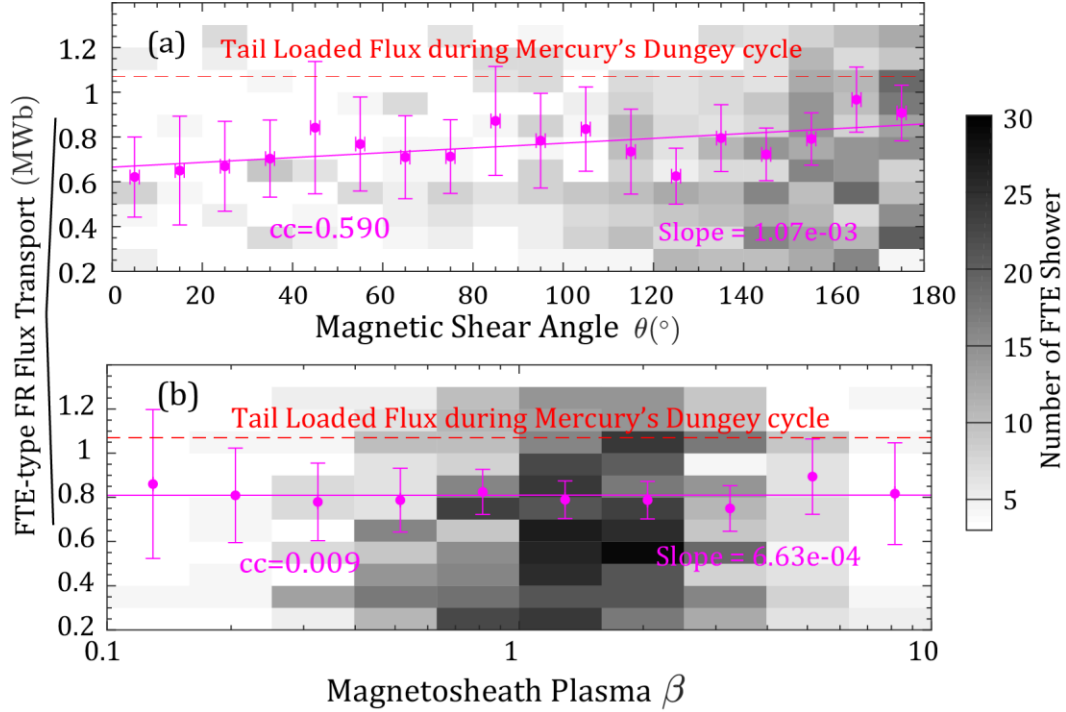 FTE-type FR Flux Transport (MWb)
(a)
Tail Loaded Flux during Mercury's Dungey cycle
1.2
1
0.8
0.6
0.4
0.2
cc=0.590
Slope = 1.07e-03
0 20 40 60 80 100 120 140 160 180
Magnetic Shear Angle θ(°)
(b)
Tail Loaded Flux during Mercury's Dungey cycle
1.2
1
0.8
0.6
0.4
0.2
cc=0.009
Slope = 6.63e-04
0.1 1 10
Magnetosheath Plasma β
30
25
20
15
10
5
Number of FTE Shower